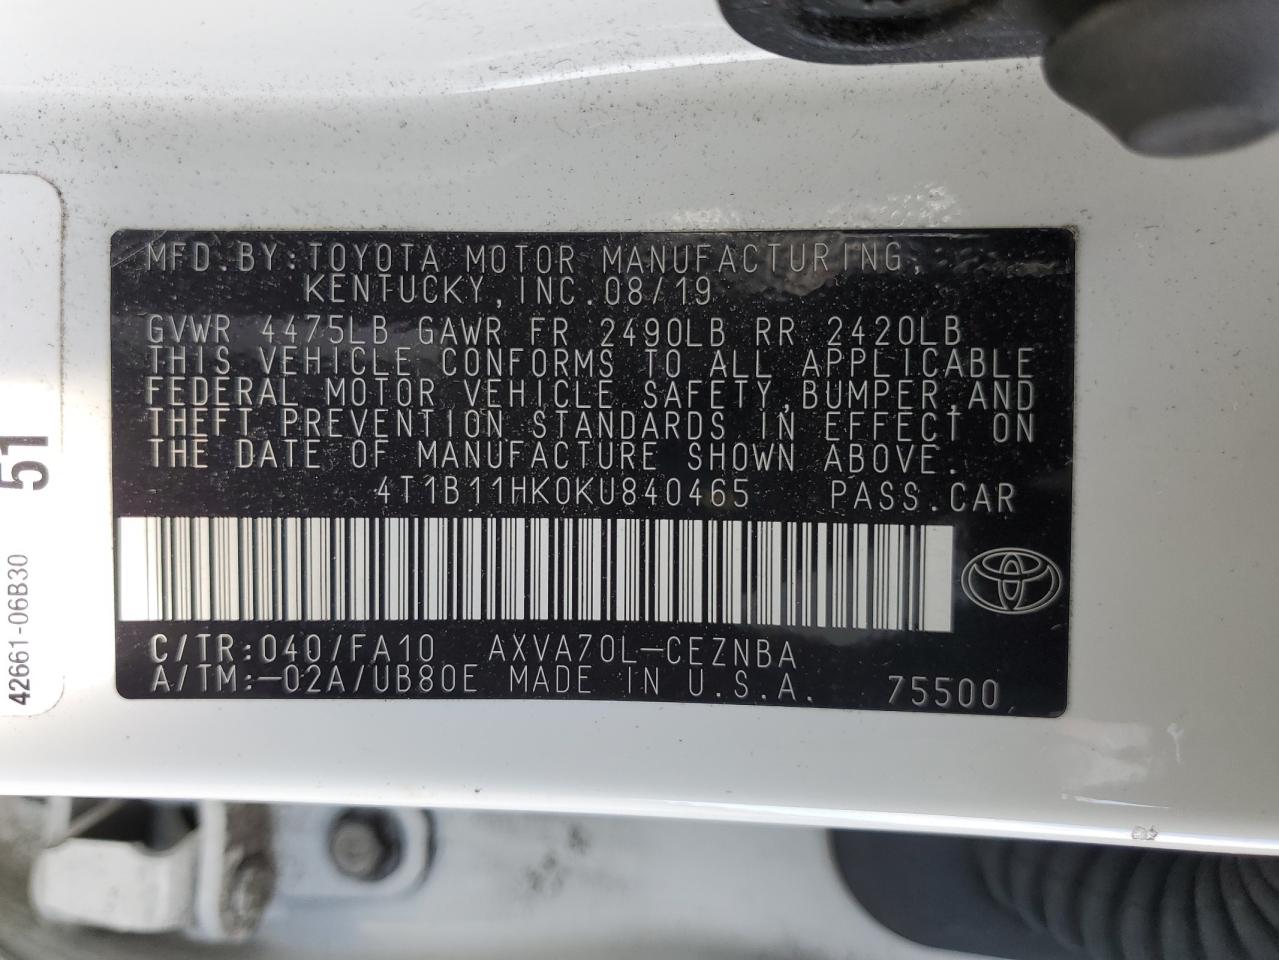 MFD.BY:TOYOTA MOTOR MANUFACTURING,
KENTUCKY,INC.08/19
GVWR 4475LB GAWR FR 2490LB RR 2420LB
THIS VEHICLE CONFORMS TO ALL APPLICABLE
FEDERAL MOTOR VEHICLE SAFETY,BUMPER,AND
THEFT PREVENTION STANDARDS IN EFFECT ON
THE DATE OF MANUFACTURE SHOWN ABOVE.
4T1B11HK0KU840465 PASS.CAR
C/TR:040/FA10 AXVA70L-CEZNBA
A/TM:-02A/UB80E MADE IN U.S.A. 75500
51
42661-06B30